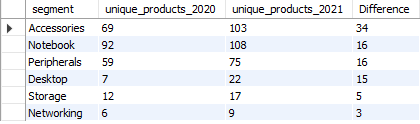 segment unique_products_2020 unique_products_2021 Difference
Accessories 69 103 34
Notebook 92 108 16
Peripherals 59 75 16
Desktop 7 22 15
Storage 12 17 5
Networking 6 9 3